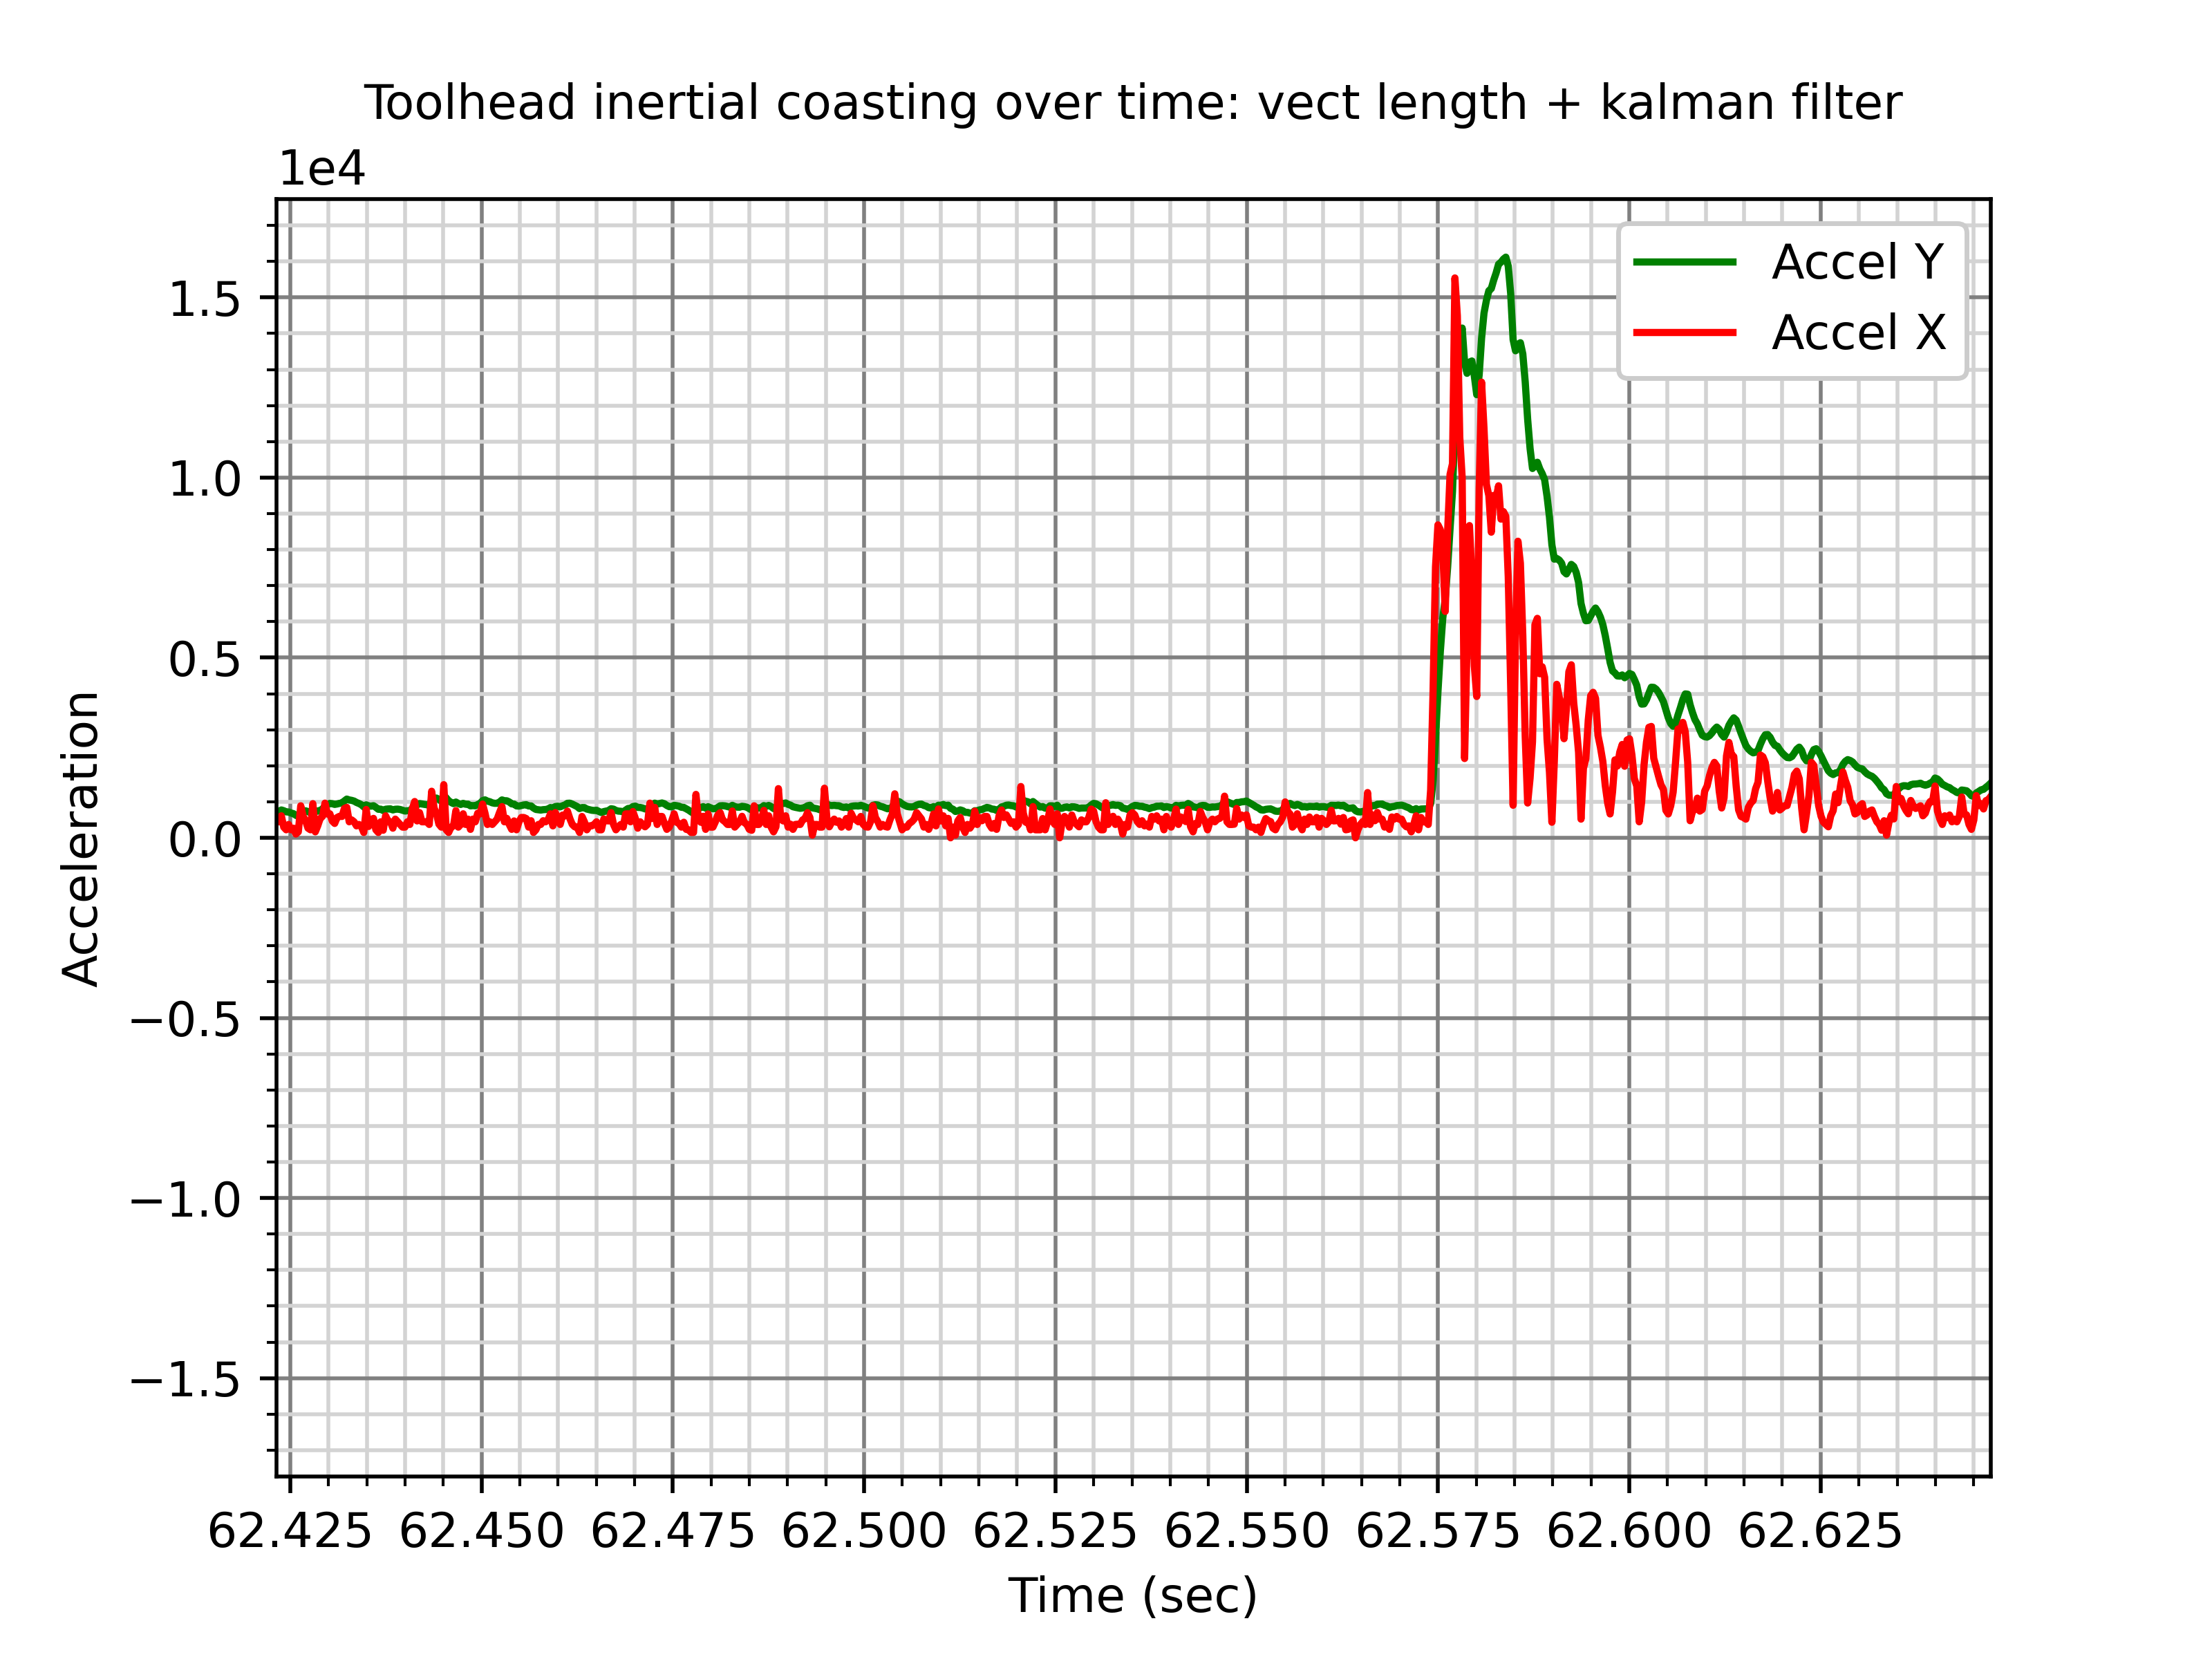 Toolhead inertial coasting over time: vect length + kalman filter
1e4
Accel Y
Accel X
1.5
1.0
0.5
0.0
−0.5
−1.0
−1.5
Acceleration
62.425 62.450 62.475 62.500 62.525 62.550 62.575 62.600 62.625
Time (sec)